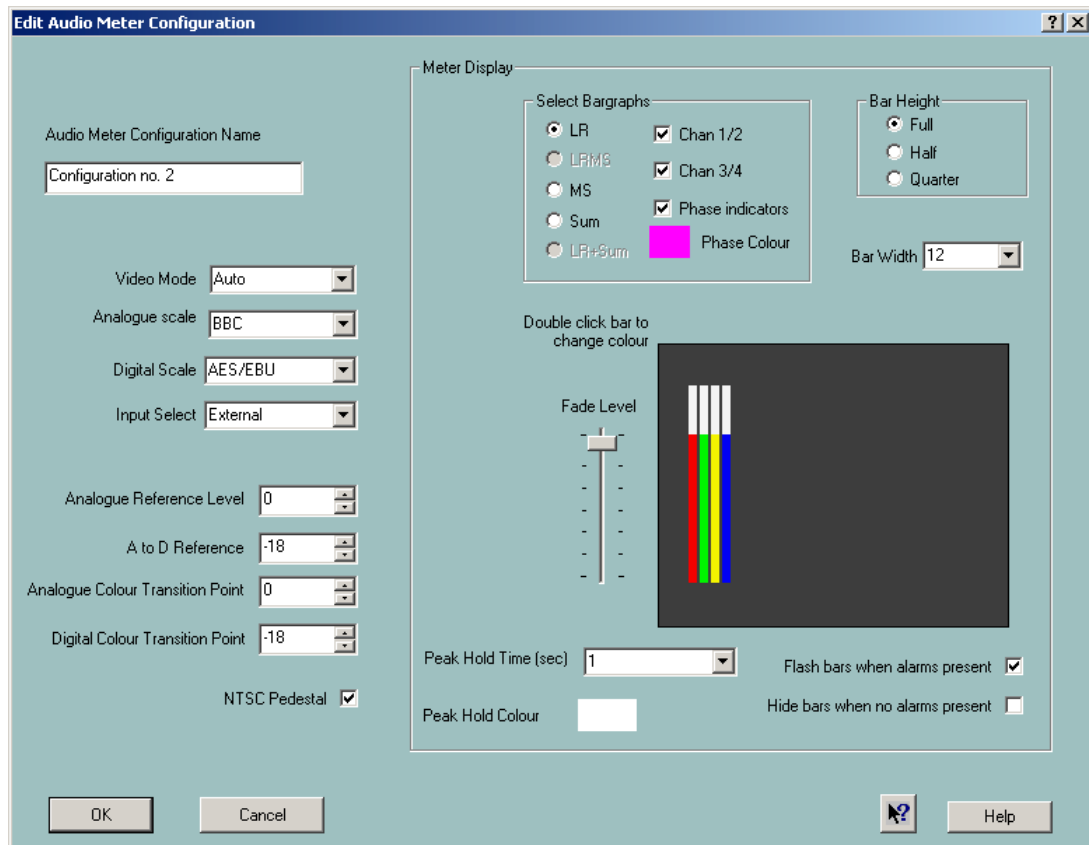 Edit Audio Meter Configuration
Audio Meter Configuration Name
Configuration no. 2
Video Mode Auto
Analogue scale BBC
Digital Scale AES/EBU
Input Select External
Analogue Reference Level 0
A to D Reference -18
Analogue Colour Transition Point 0
Digital Colour Transition Point -18
NTSC Pedestal
Meter Display
Select Bargraphs
LR
LRMS
MS
Sum
LR+Sum
Chan 1/2
Chan 3/4
Phase indicators
Phase Colour
Bar Height
Full
Half
Quarter
Bar Width 12
Double click bar to
change colour
Fade Level
Peak Hold Time (sec) 1
Peak Hold Colour
Flash bars when alarms present
Hide bars when no alarms present
OK
Cancel
?
Help